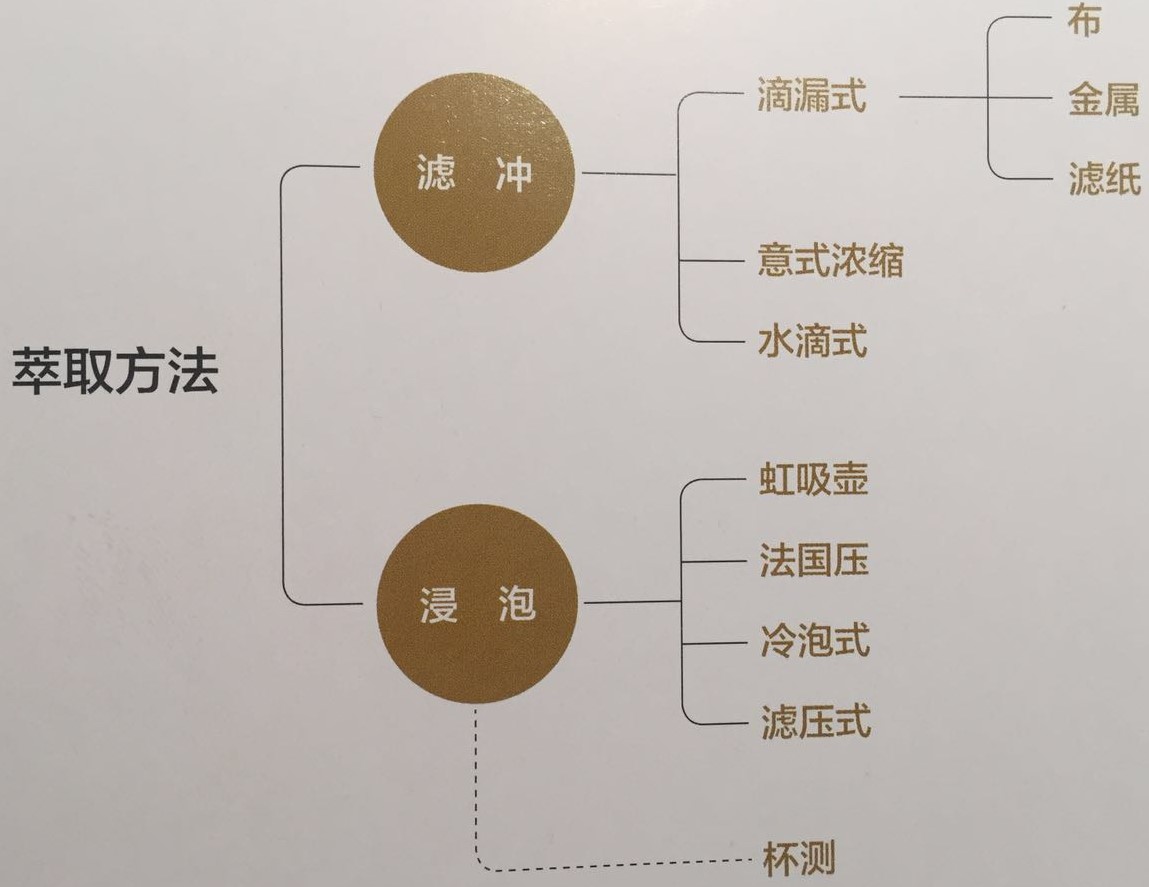 萃取方法
滤 冲
滴漏式
布
金属
滤纸
意式浓缩
水滴式
浸 泡
虹吸壶
法国压
冷泡式
滤压式
杯测